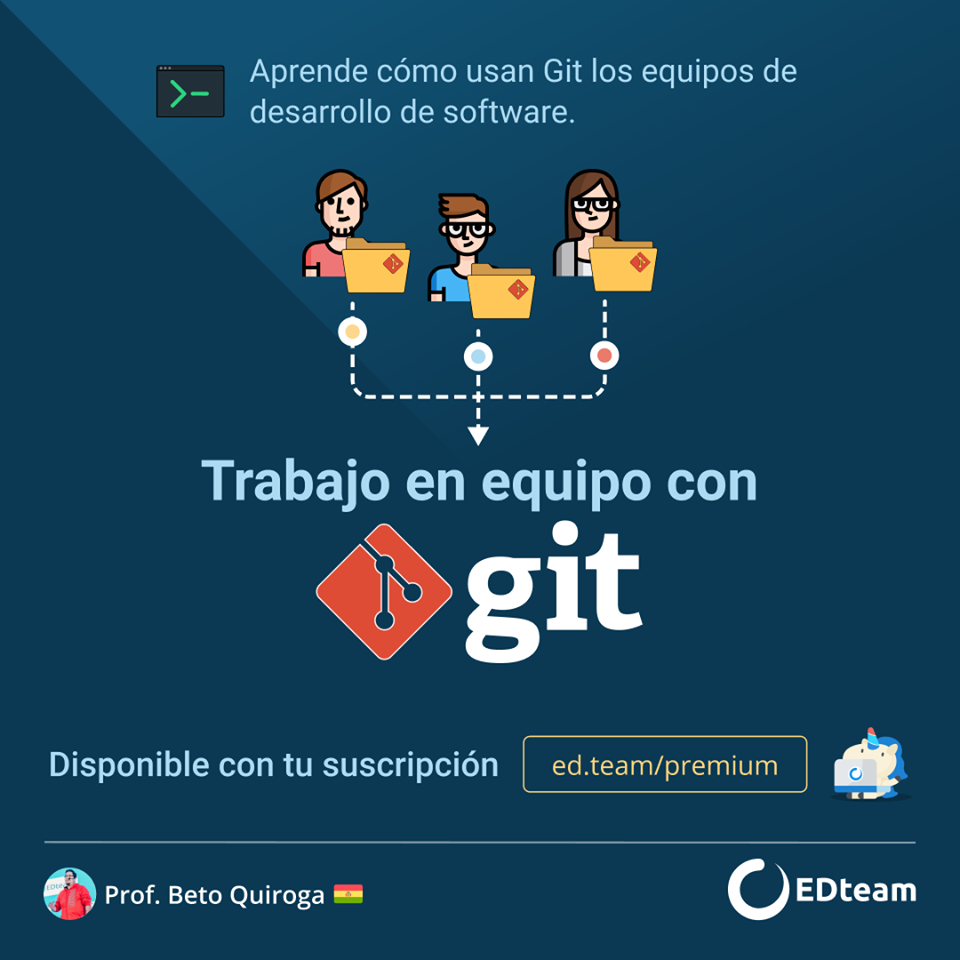 Aprende cómo usan Git los equipos de
desarrollo de software.
Trabajo en equipo con
git
Disponible con tu suscripción
ed.team/premium
Prof. Beto Quiroga
EDteam